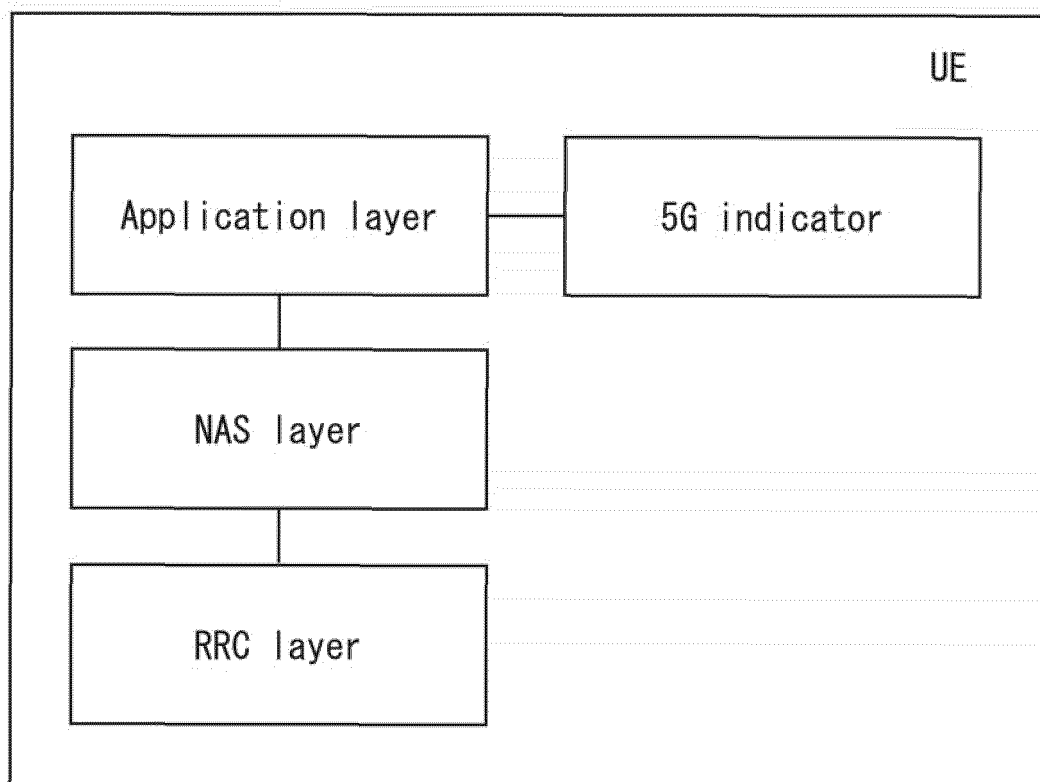 UE
Application layer
5G indicator
NAS layer
RRC layer